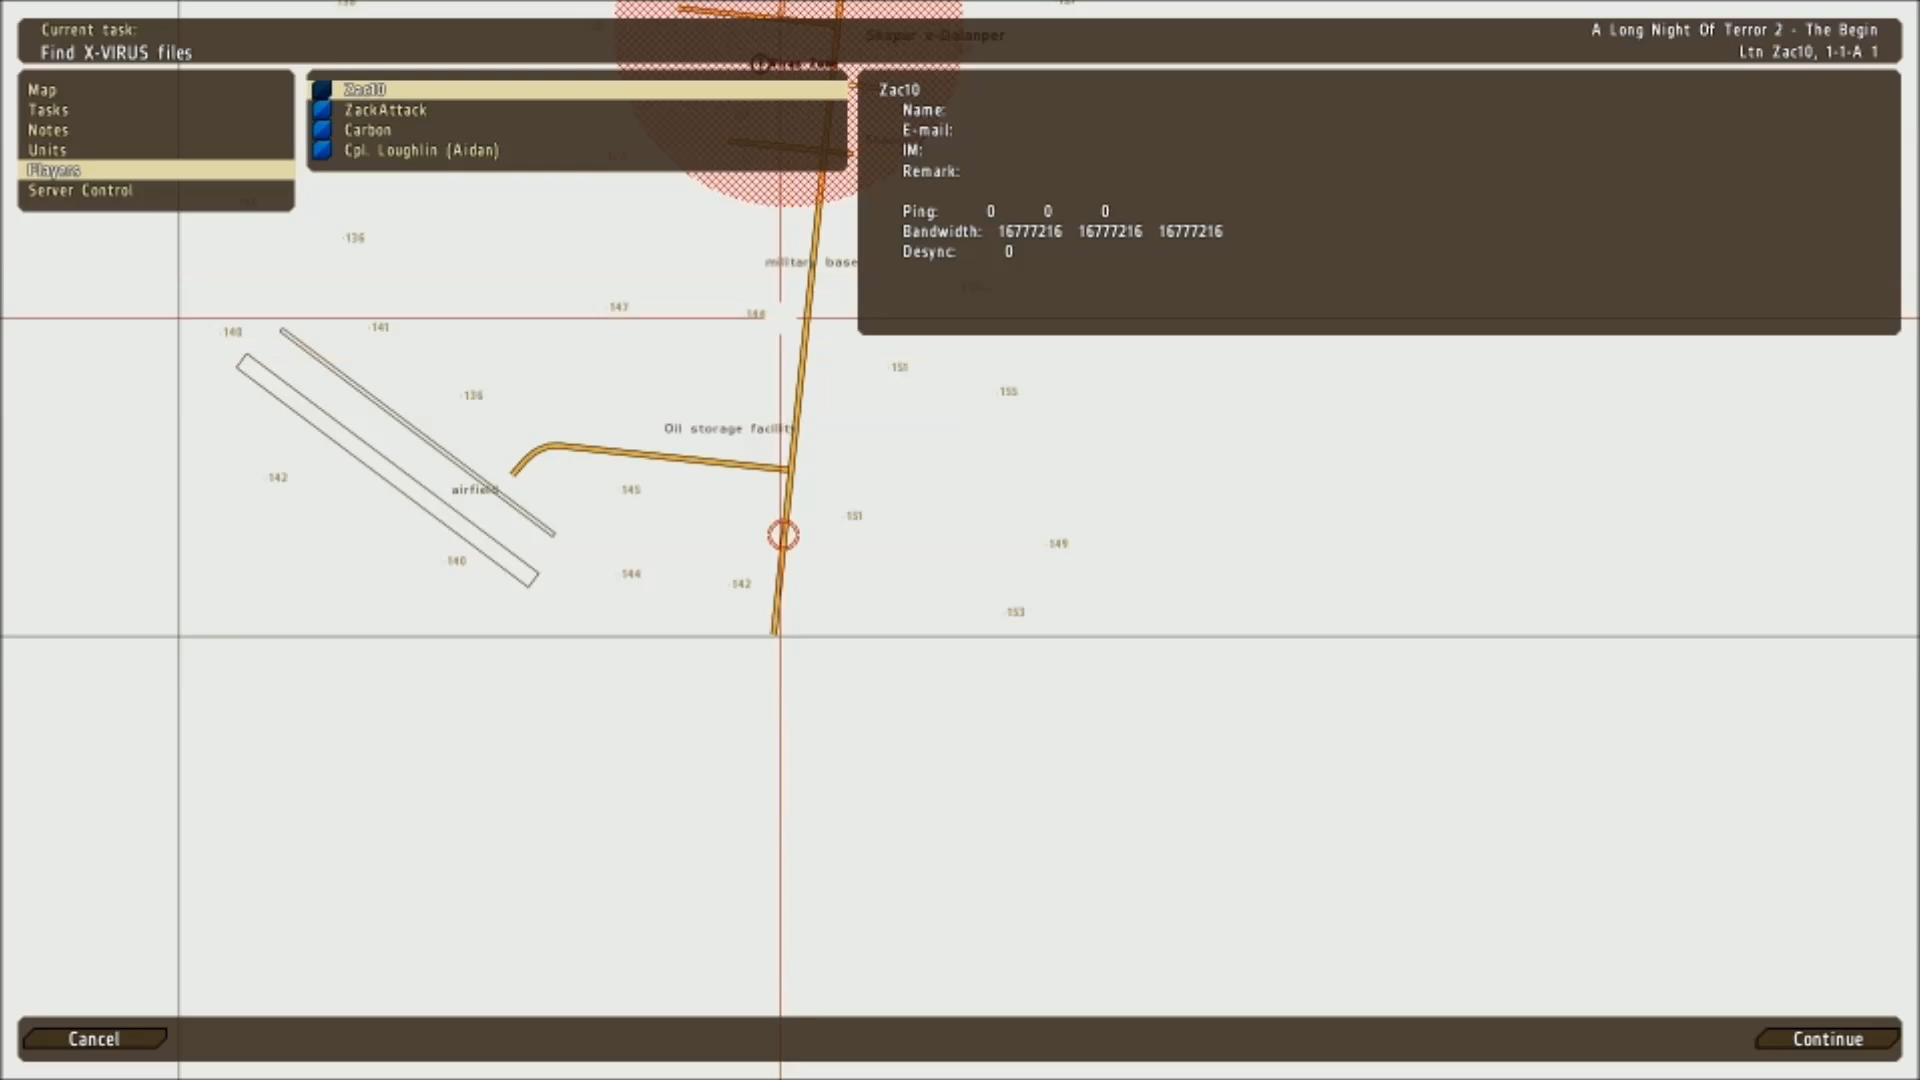 Current task:
Find X-VIRUS files
A Long Night Of Terror 2 - The Begin
Ltn Zac10, 1-1-A 1
Map
Tasks
Notes
Units
Players
Server Control
Zac10
ZackAttack
Carbon
Cpl. Loughlin (Aidan)
Zac10
Name:
E-mail:
IM:
Remark:
Ping: 0 0 0
Bandwidth: 16777216 16777216 16777216
Desync: 0
136
military base
147
140
141
151
136
155
Oil storage facility
142
airfield
145
151
149
140
144
142
153
Cancel
Continue